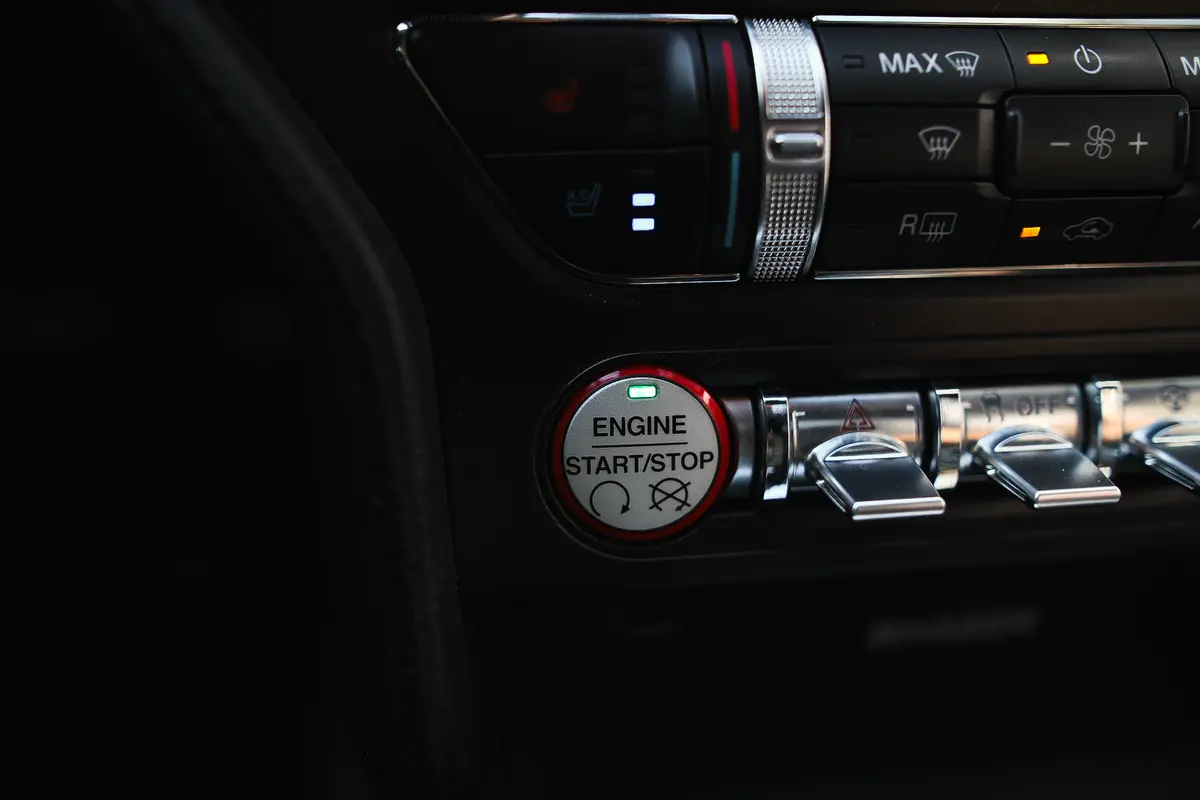 MAX
M
A/C
R
ENGINE
START/STOP
OFF